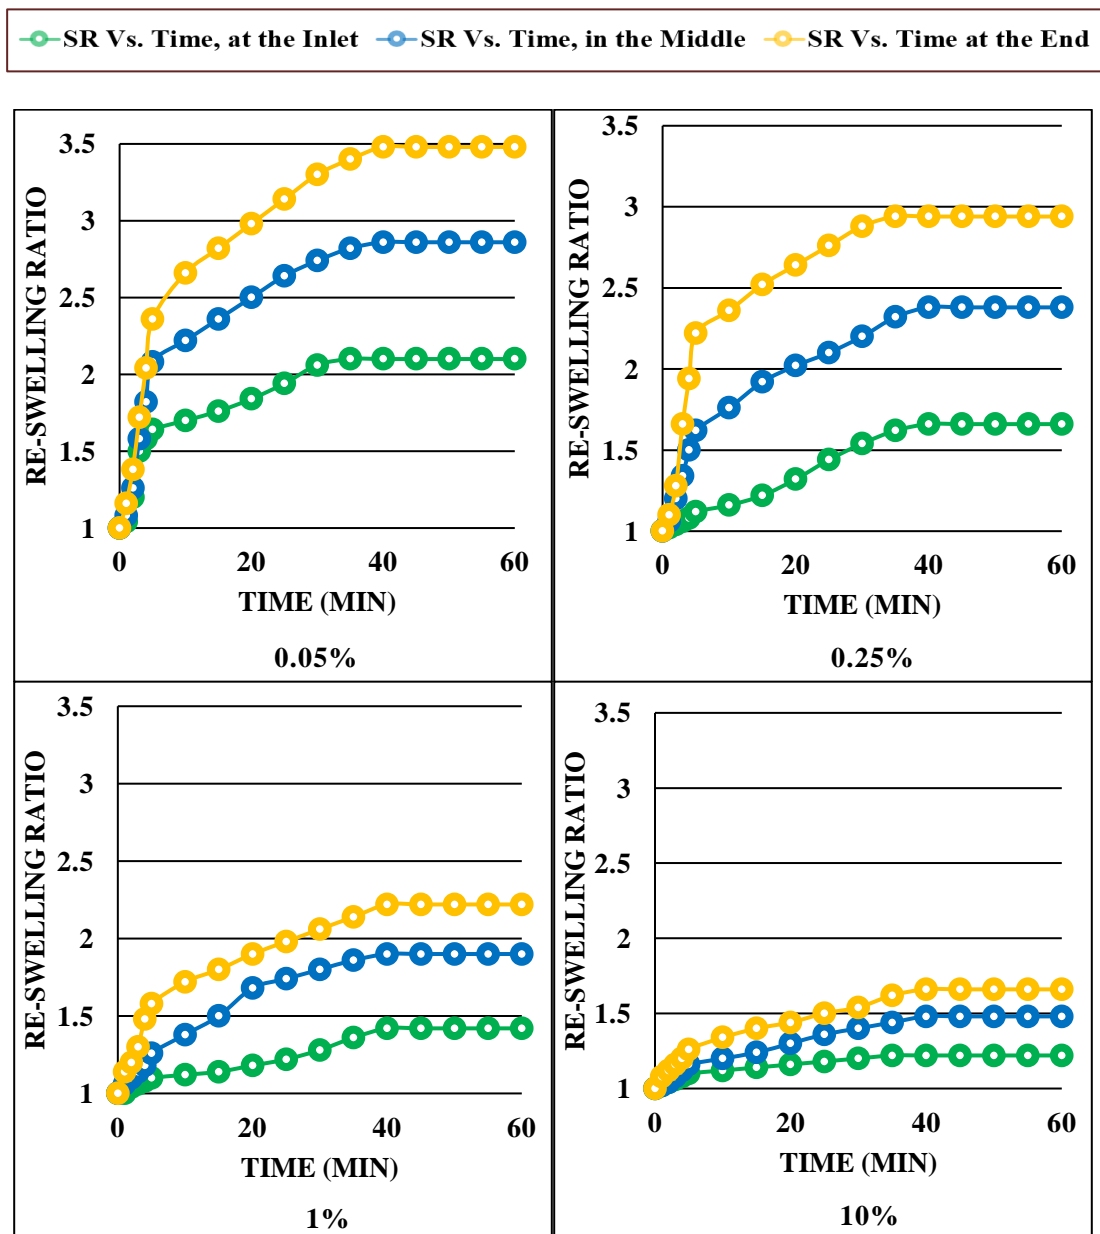 SR Vs. Time, at the Inlet SR Vs. Time, in the Middle SR Vs. Time at the End
RE-SWELLING RATIO
3.5
3
2.5
2
1.5
1
0 20 40 60
TIME (MIN)
0.05%
RE-SWELLING RATIO
3.5
3
2.5
2
1.5
1
0 20 40 60
TIME (MIN)
0.25%
RE-SWELLING RATIO
3.5
3
2.5
2
1.5
1
0 20 40 60
TIME (MIN)
1%
RE-SWELLING RATIO
3.5
3
2.5
2
1.5
1
0 20 40 60
TIME (MIN)
10%